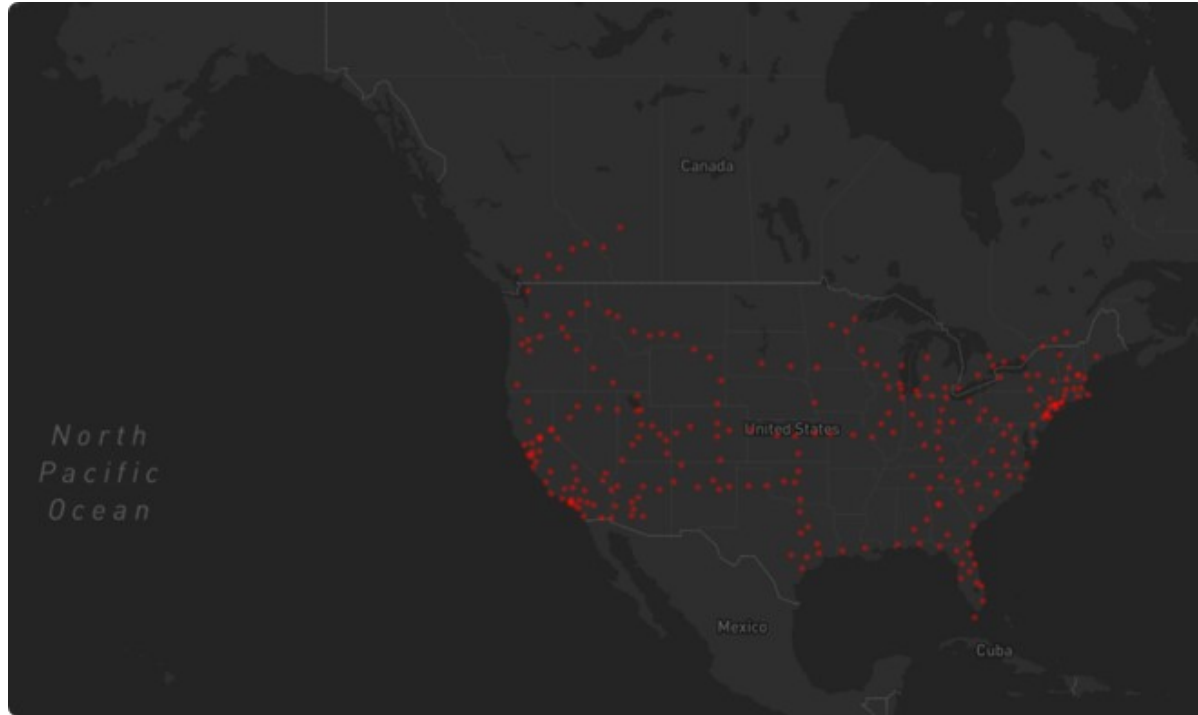 Canada
United States
North
Pacific
Ocean
Mexico
Cuba